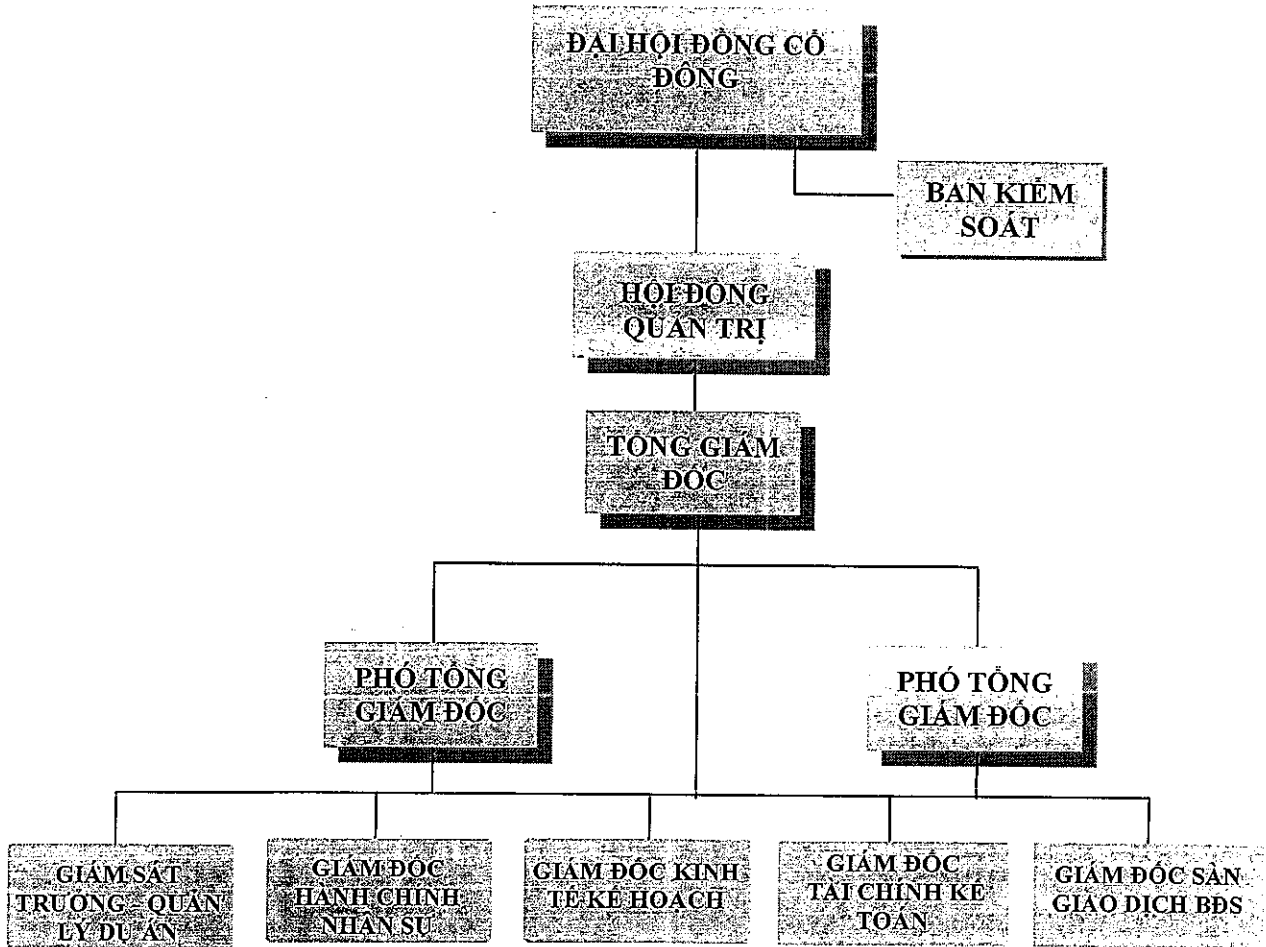 ĐẠI HỘI ĐỒNG CỔ
ĐÔNG
BAN KIỂM
SOÁT
HỘI ĐỒNG
QUẢN TRỊ
TỔNG GIÁM
ĐỐC
PHÓ TỔNG
GIÁM ĐỐC
PHÓ TỔNG
GIÁM ĐỐC
GIÁM SÁT
TRƯỞNG - QUẢN
LÝ DỰ ÁN
GIÁM ĐỐC
HÀNH CHÍNH
NHÂN SỰ
GIÁM ĐỐC KINH
TẾ KẾ HOẠCH
GIÁM ĐỐC
TÀI CHÍNH KẾ
TOÁN
GIÁM ĐỐC SÀN
GIAO DỊCH BĐS